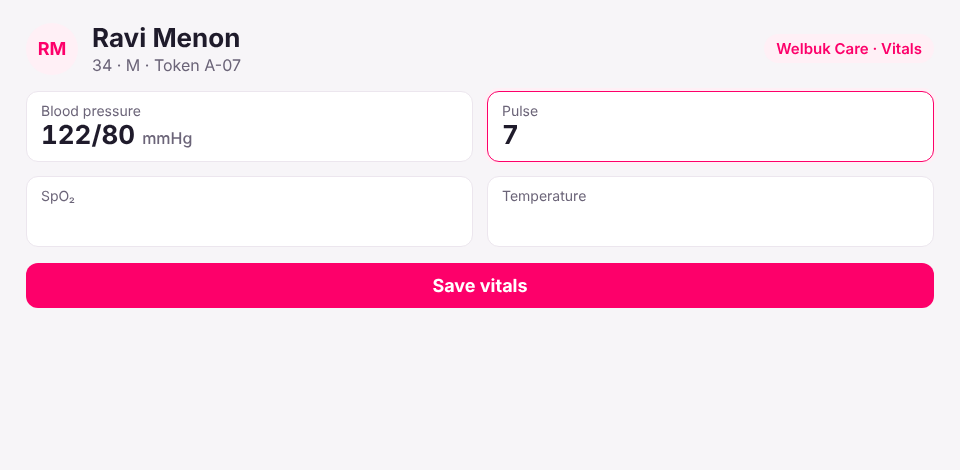 RM
Ravi Menon
34 · M · Token A-07
Welbuk Care · Vitals
Blood pressure
122/80 mmHg
Pulse
7
SpO₂
Temperature
Save vitals